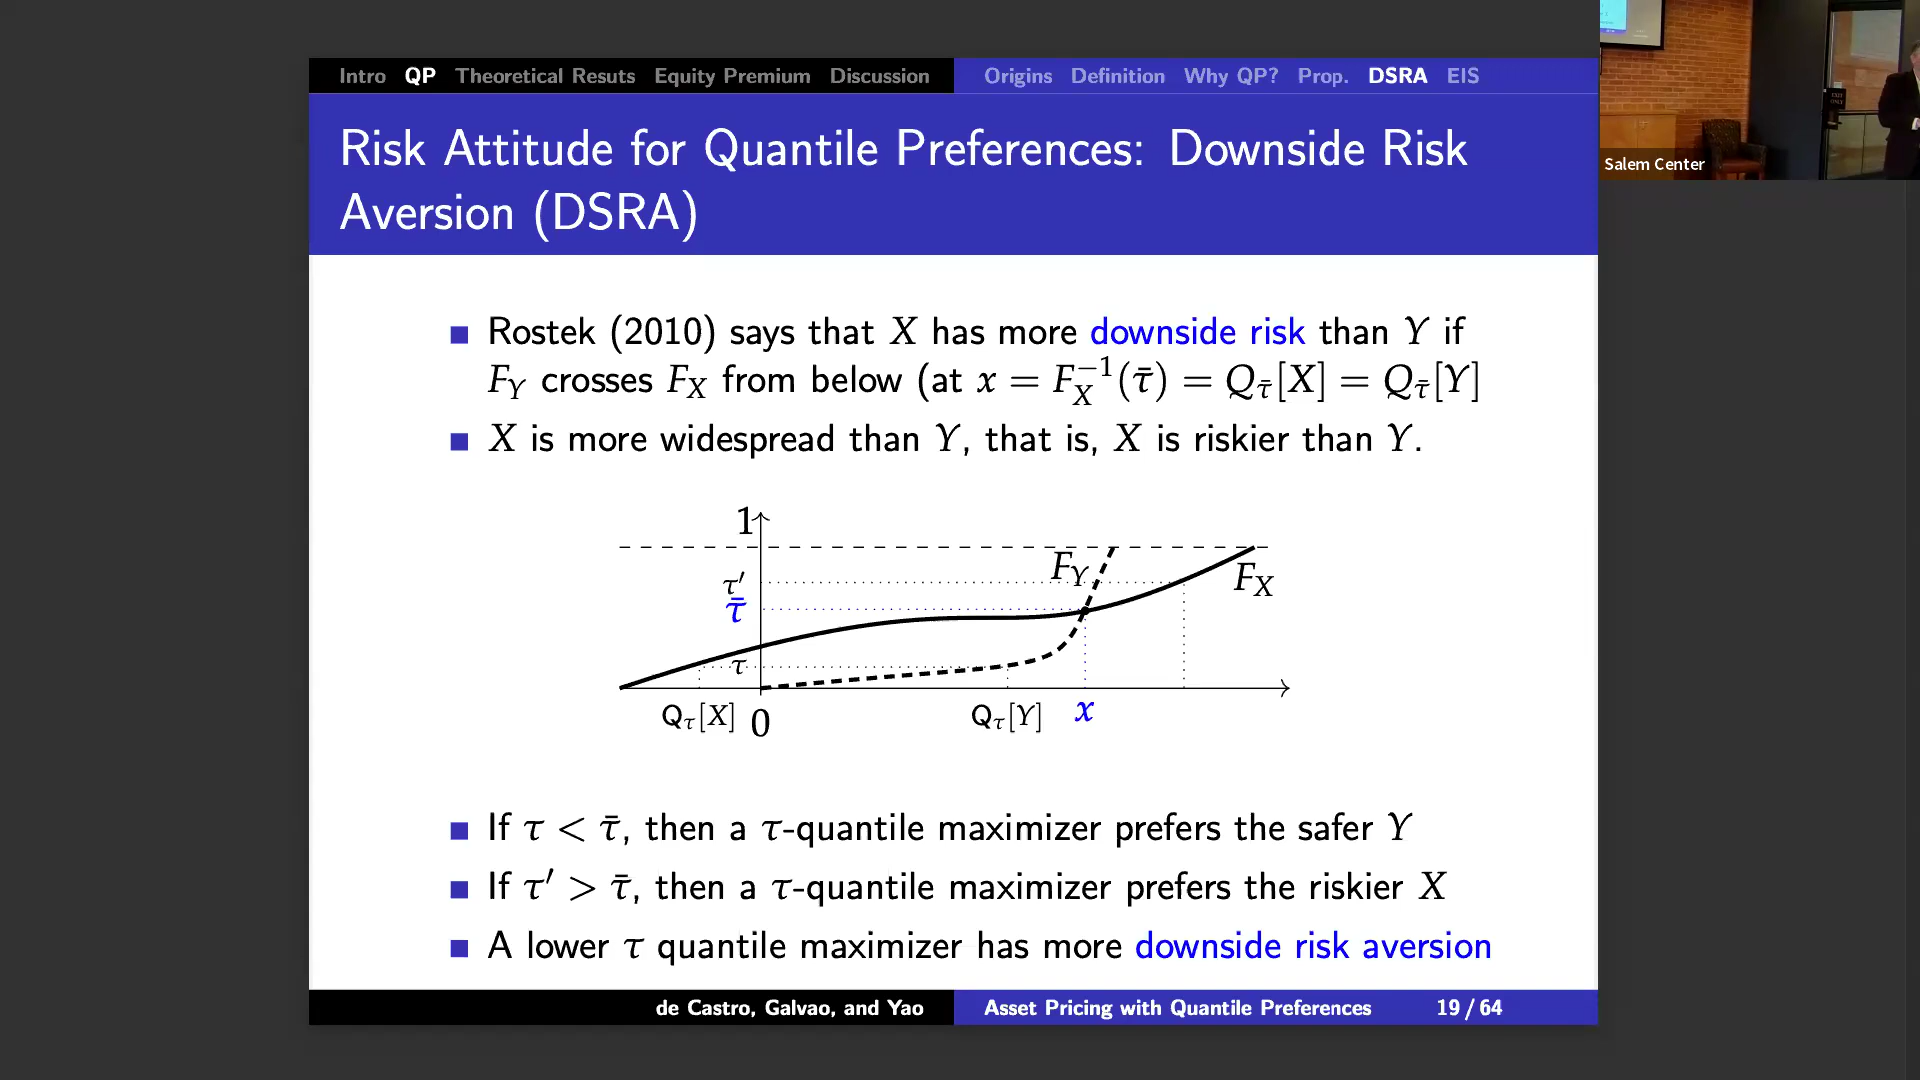 Intro QP Theoretical Resuts Equity Premium Discussion Origins Definition Why QP? Prop. DSRA EIS
Risk Attitude for Quantile Preferences: Downside Risk
Aversion (DSRA)
Salem Center
■ Rostek (2010) says that X has more downside risk than Y if
F_Y crosses F_X from below (at x = F_X^{-1}(τ̄) = Q_τ̄[X] = Q_τ̄[Y]
■ X is more widespread than Y, that is, X is riskier than Y.
1
τ′
τ̄
τ
F_Y
F_X
Q_τ[X] 0 Q_τ[Y] x
■ If τ < τ̄, then a τ-quantile maximizer prefers the safer Y
■ If τ′ > τ̄, then a τ-quantile maximizer prefers the riskier X
■ A lower τ quantile maximizer has more downside risk aversion
de Castro, Galvao, and Yao Asset Pricing with Quantile Preferences 19 / 64